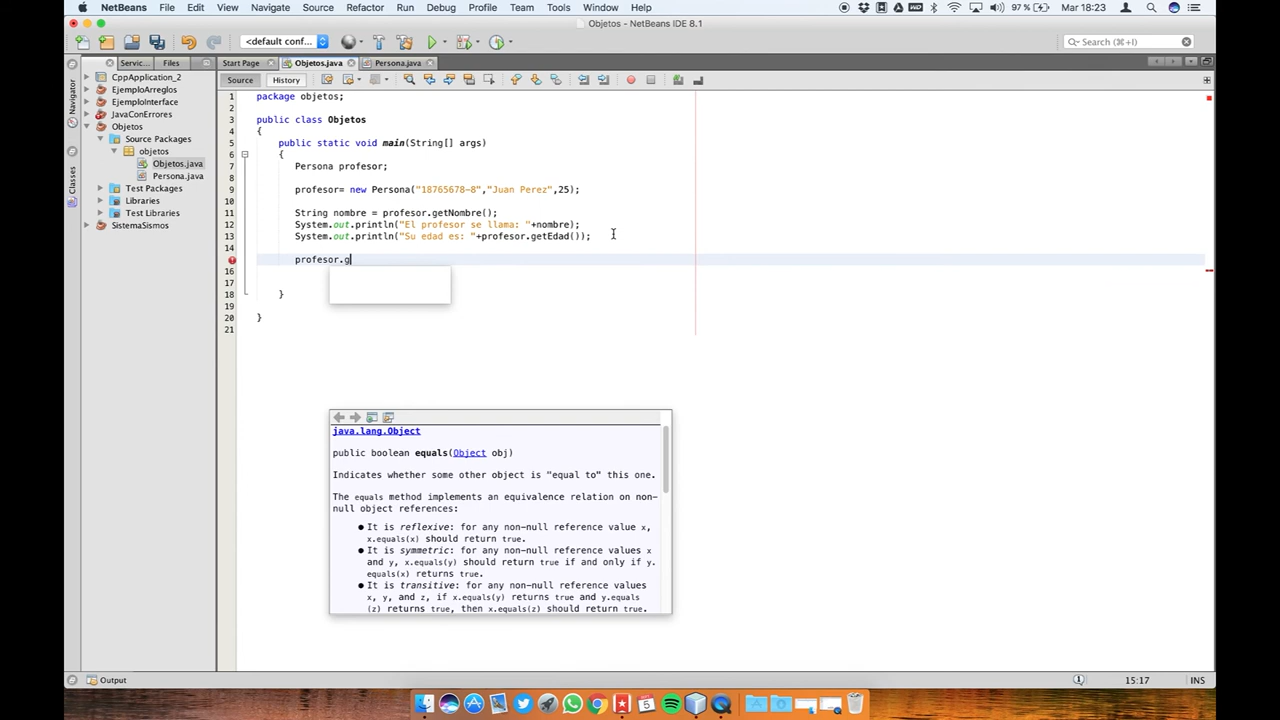 NetBeans File Edit View Navigate Source Refactor Run Debug Profile Team Tools Window Help 97 % Mar 18:23
Objetos - NetBeans IDE 8.1
<default conf... Search (⌘+I)
Servic... Files Start Page Objetos.java Persona.java
Navigator
Classes
CppApplication_2
EjemploArreglos
EjemploInterface
JavaConErrores
Objetos
Source Packages
objetos
Objetos.java
Persona.java
Test Packages
Libraries
Test Libraries
SistemaSismos
Source History
1 package objetos;
2
3 public class Objetos
4 {
5 public static void main(String[] args)
6 {
7 Persona profesor;
8
9 profesor= new Persona("18765678-8","Juan Perez",25);
10
11 String nombre = profesor.getNombre();
12 System.out.println("El profesor se llama: "+nombre);
13 System.out.println("Su edad es: "+profesor.getEdad());
14
profesor.g
16
17
18 }
19
20 }
21
java.lang.Object
public boolean equals(Object obj)
Indicates whether some other object is "equal to" this one.
The equals method implements an equivalence relation on non-
null object references:
● It is reflexive: for any non-null reference value x,
x.equals(x) should return true.
● It is symmetric: for any non-null reference values x
and y, x.equals(y) should return true if and only if y.
equals(x) returns true.
● It is transitive: for any non-null reference values
x, y, and z, if x.equals(y) returns true and y.equals
(z) returns true, then x.equals(z) should return true.
Output 15:17 INS